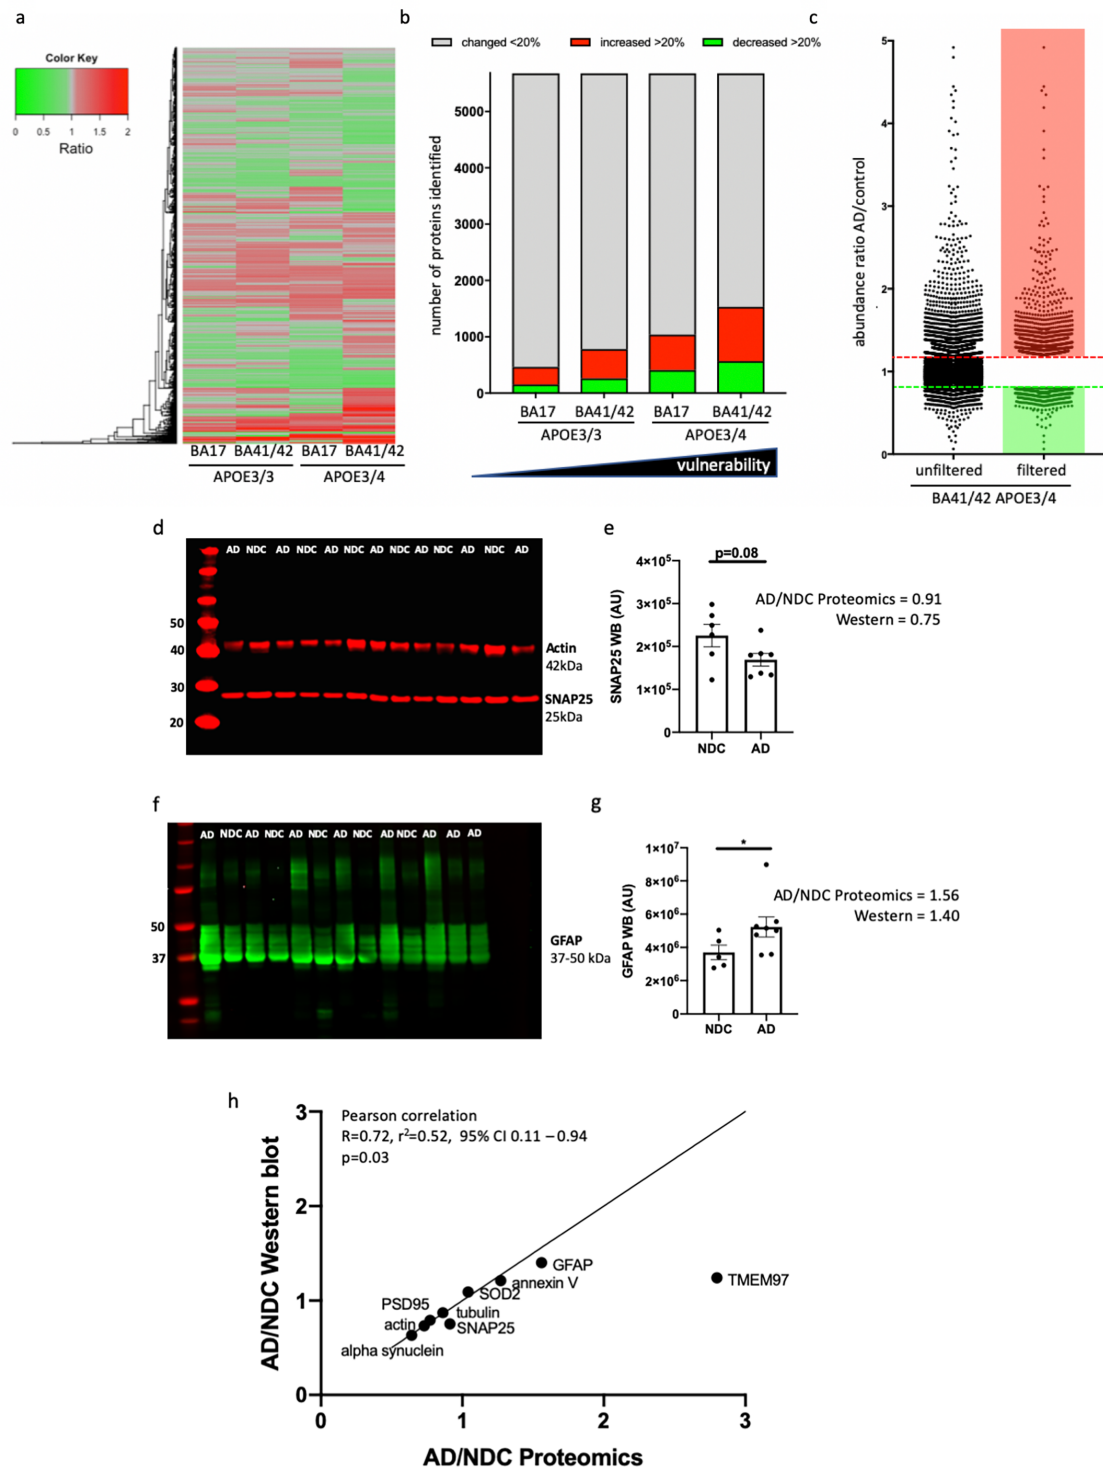 a
Color Key
0 0.5 1 1.5 2
Ratio
BA17 BA41/42 BA17 BA41/42
APOE3/3 APOE3/4
b
changed <20% increased >20% decreased >20%
number of proteins identified
5000
4000
3000
2000
1000
0
BA17 BA41/42 BA17 BA41/42
APOE3/3 APOE3/4
vulnerability
c
abundance ratio AD/control
5
4
3
2
1
0
unfiltered filtered
BA41/42 APOE3/4
d
AD NDC AD NDC AD NDC AD NDC AD NDC AD NDC AD
50
40
30
20
Actin
42kDa
SNAP25
25kDa
e
SNAP25 WB (AU)
4×10⁵
3×10⁵
2×10⁵
1×10⁵
0
p=0.08
NDC AD
AD/NDC Proteomics = 0.91
Western = 0.75
f
AD NDC AD NDC AD NDC AD NDC AD NDC AD AD AD
50
37
GFAP
37-50 kDa
g
GFAP WB (AU)
1×10⁷
8×10⁶
6×10⁶
4×10⁶
2×10⁶
0
*
NDC AD
AD/NDC Proteomics = 1.56
Western = 1.40
h
Pearson correlation
R=0.72, r²=0.52, 95% CI 0.11 – 0.94
p=0.03
AD/NDC Western blot
3
2
1
0
GFAP
annexin V
TMEM97
SOD2
PSD95
tubulin
actin
SNAP25
alpha synuclein
0 1 2 3
AD/NDC Proteomics